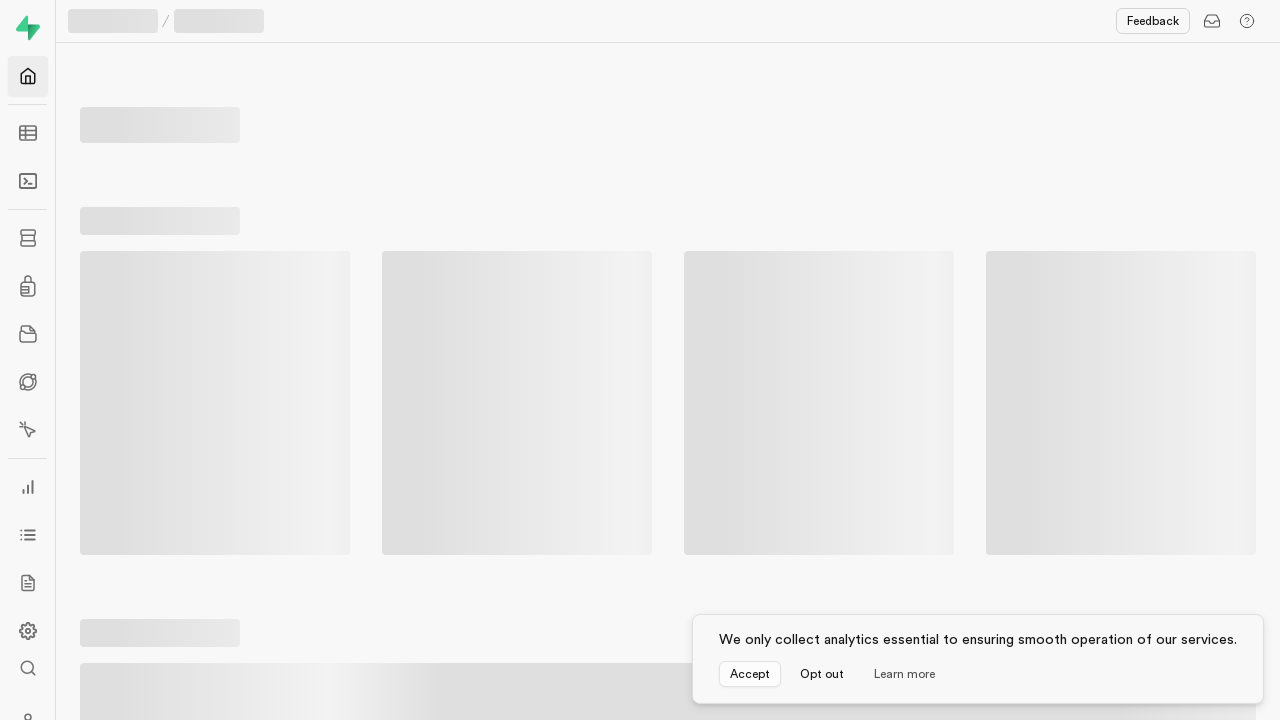 /
Feedback
We only collect analytics essential to ensuring smooth operation of our services.
Accept Opt out Learn more